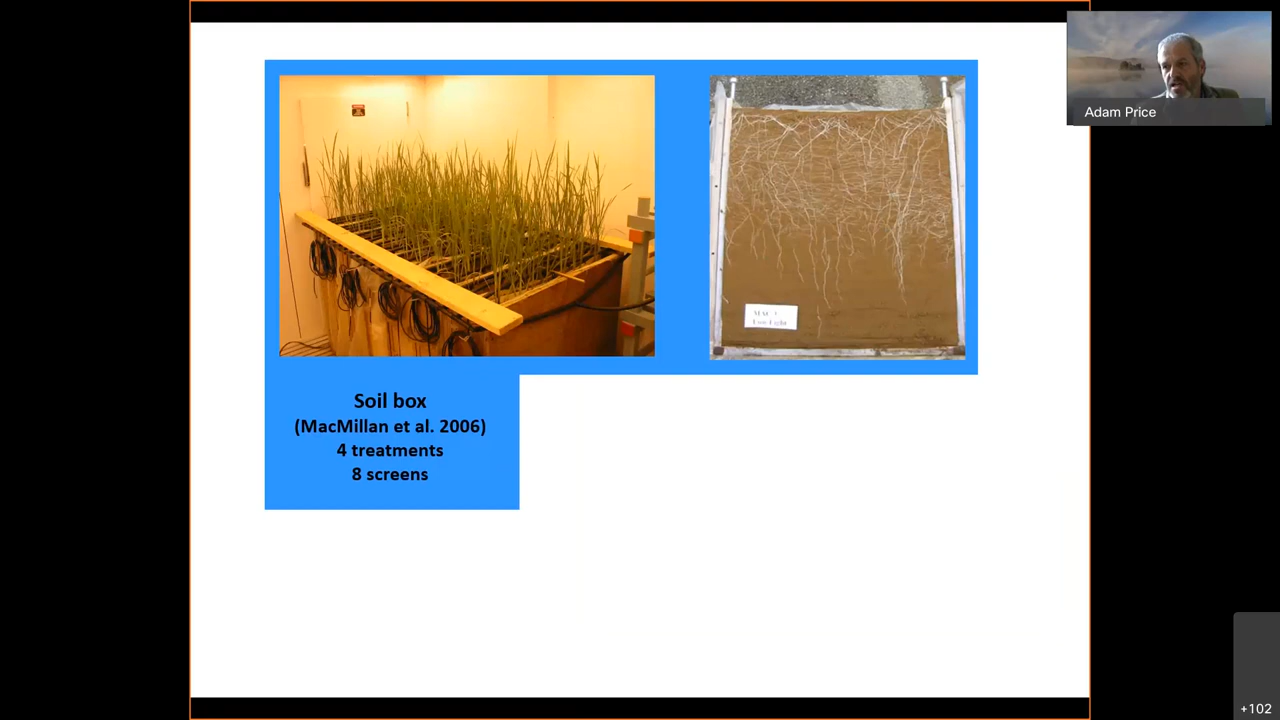 Adam Price
Soil box
(MacMillan et al. 2006)
4 treatments
8 screens
+102